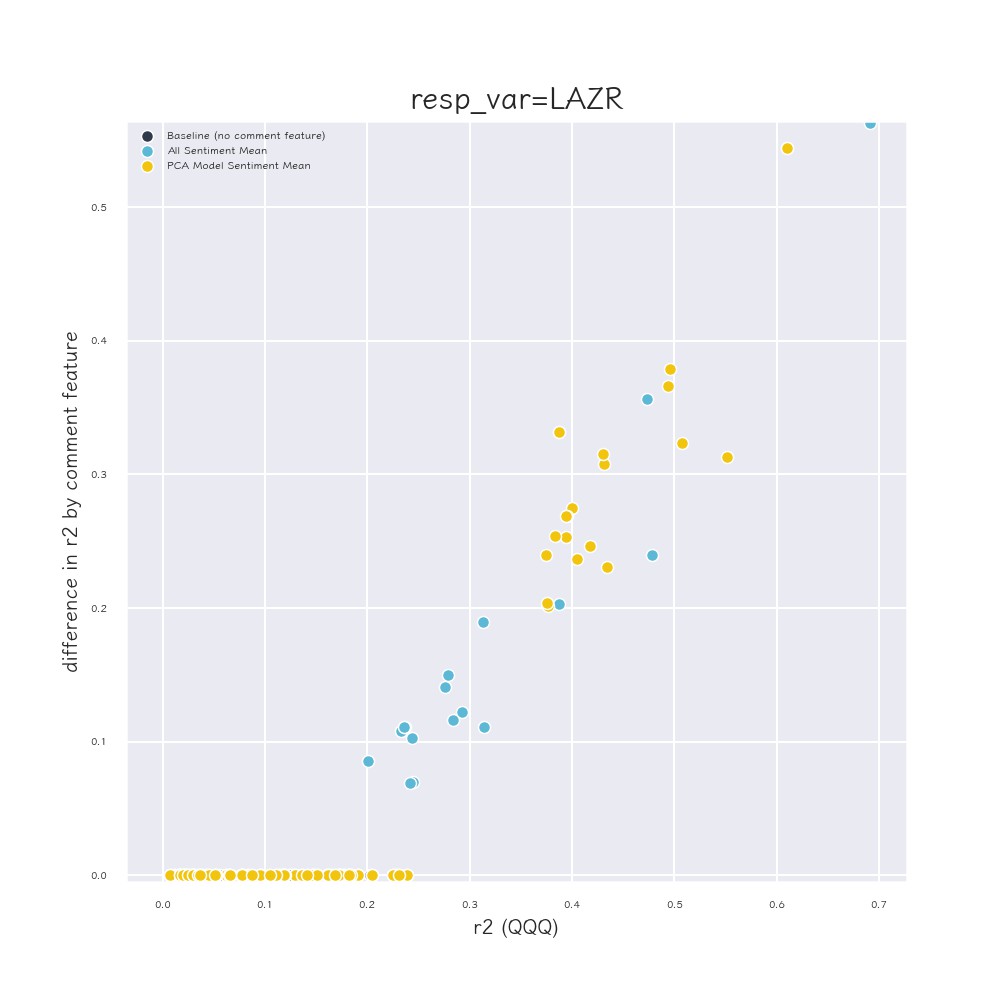 resp_var=LAZR
Baseline (no comment feature)
All Sentiment Mean
PCA Model Sentiment Mean
0.5
0.4
0.3
0.2
0.1
0.0
difference in r2 by comment feature
0.0 0.1 0.2 0.3 0.4 0.5 0.6 0.7
r2 (QQQ)